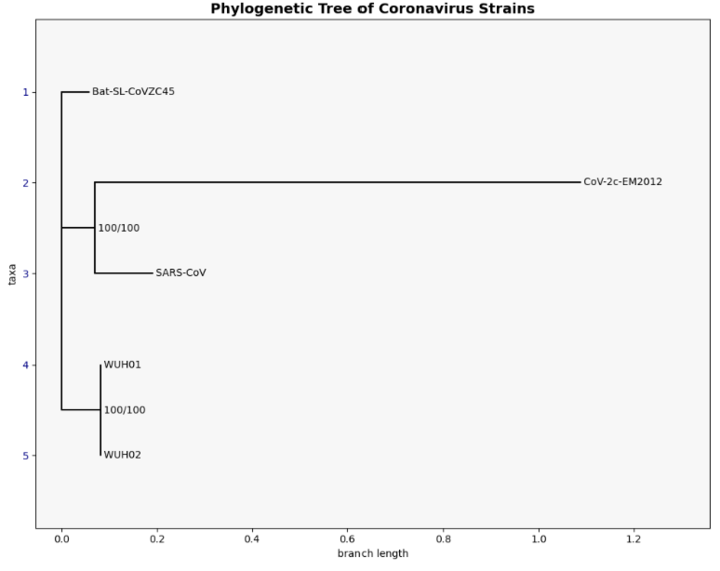 Phylogenetic Tree of Coronavirus Strains
1
Bat-SL-CoVZC45
2
CoV-2c-EM2012
100/100
taxa
3
SARS-CoV
4
WUH01
100/100
5
WUH02
0.0 0.2 0.4 0.6 0.8 1.0 1.2
branch length